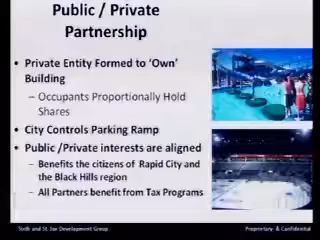 Public / Private
Partnership
• Private Entity Formed to 'Own'
Building
– Occupants Proportionally Hold
Shares
• City Controls Parking Ramp
• Public /Private interests are aligned
– Benefits the citizens of Rapid City and
the Black Hills region
– All Partners benefit from Tax Programs
Sixth and St. Joe Development Group
Proprietary & Confidential